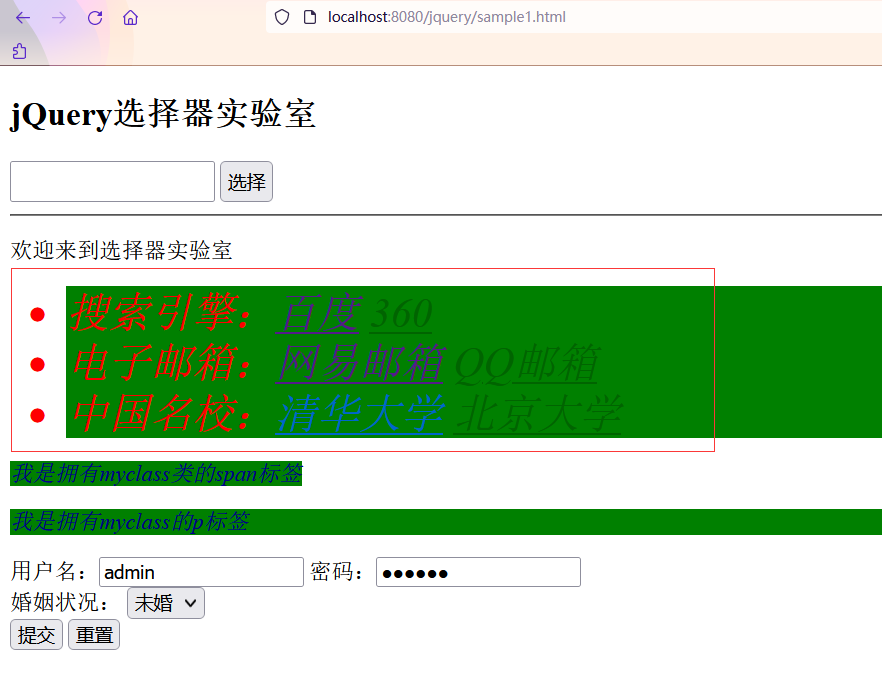 localhost:8080/jquery/sample1.html
jQuery选择器实验室
选择
欢迎来到选择器实验室
搜索引擎：百度 360
电子邮箱：网易邮箱 QQ邮箱
中国名校：清华大学 北京大学
我是拥有myclass类的span标签
我是拥有myclass的p标签
用户名：admin 密码：●●●●●●
婚姻状况：未婚
提交 重置